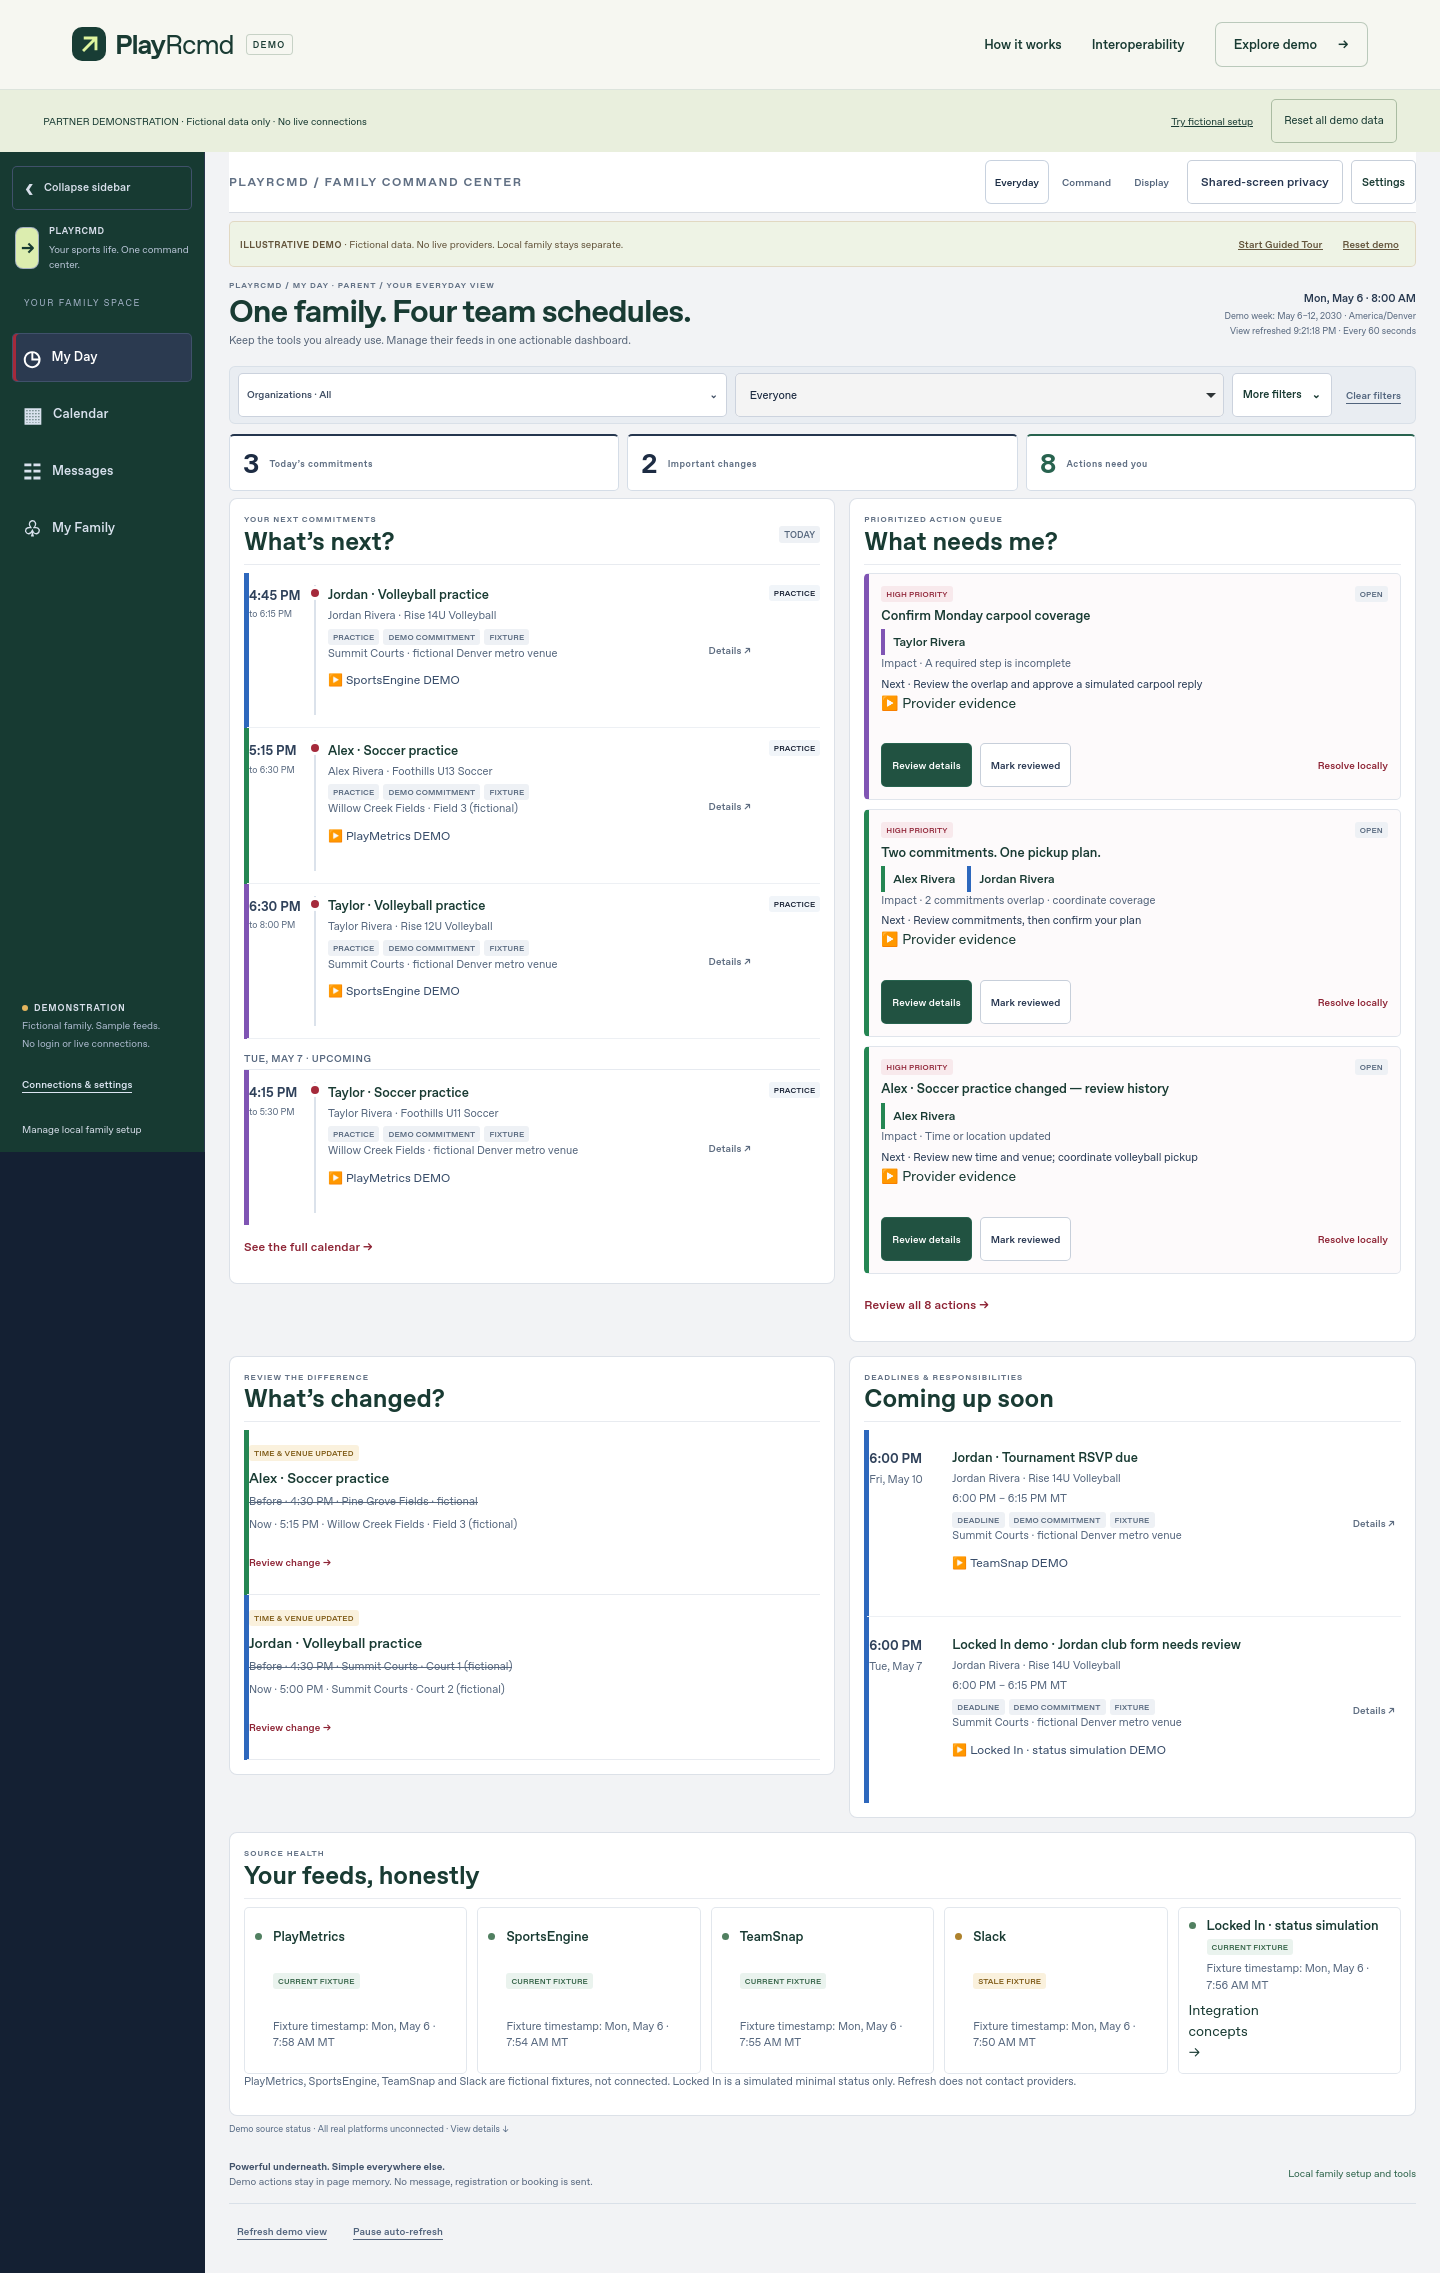 PlayRcmd DEMO
How it works Interoperability Explore demo →
PARTNER DEMONSTRATION · Fictional data only · No live connections
Try fictional setup Reset all demo data
❮ Collapse sidebar
→ PLAYRCMD
Your sports life. One command
center.
YOUR FAMILY SPACE
My Day
Calendar
Messages
My Family
DEMONSTRATION
Fictional family. Sample feeds.
No login or live connections.
Connections & settings
Manage local family setup
PLAYRCMD / FAMILY COMMAND CENTER
Everyday Command Display Shared-screen privacy Settings
ILLUSTRATIVE DEMO · Fictional data. No live providers. Local family stays separate.
Start Guided Tour Reset demo
PLAYRCMD / MY DAY · PARENT / YOUR EVERYDAY VIEW
One family. Four team schedules.
Keep the tools you already use. Manage their feeds in one actionable dashboard.
Mon, May 6 · 8:00 AM
Demo week: May 6–12, 2030 · America/Denver
View refreshed 9:21:18 PM · Every 60 seconds
Organizations · All
Everyone
More filters
Clear filters
3 Today's commitments
2 Important changes
8 Actions need you
YOUR NEXT COMMITMENTS
What’s next?
TODAY
4:45 PM
to 6:15 PM
Jordan · Volleyball practice
PRACTICE
Jordan Rivera · Rise 14U Volleyball
PRACTICE DEMO COMMITMENT FIXTURE
Summit Courts · fictional Denver metro venue
Details ↗
SportsEngine DEMO
5:15 PM
to 6:30 PM
Alex · Soccer practice
PRACTICE
Alex Rivera · Foothills U13 Soccer
PRACTICE DEMO COMMITMENT FIXTURE
Willow Creek Fields · Field 3 (fictional)
Details ↗
PlayMetrics DEMO
6:30 PM
to 8:00 PM
Taylor · Volleyball practice
PRACTICE
Taylor Rivera · Rise 12U Volleyball
PRACTICE DEMO COMMITMENT FIXTURE
Summit Courts · fictional Denver metro venue
Details ↗
SportsEngine DEMO
TUE, MAY 7 · UPCOMING
4:15 PM
to 5:30 PM
Taylor · Soccer practice
PRACTICE
Taylor Rivera · Foothills U11 Soccer
PRACTICE DEMO COMMITMENT FIXTURE
Willow Creek Fields · fictional Denver metro venue
Details ↗
PlayMetrics DEMO
See the full calendar →
PRIORITIZED ACTION QUEUE
What needs me?
HIGH PRIORITY
OPEN
Confirm Monday carpool coverage
Taylor Rivera
Impact · A required step is incomplete
Next · Review the overlap and approve a simulated carpool reply
Provider evidence
Review details Mark reviewed Resolve locally
HIGH PRIORITY
OPEN
Two commitments. One pickup plan.
Alex Rivera Jordan Rivera
Impact · 2 commitments overlap · coordinate coverage
Next · Review commitments, then confirm your plan
Provider evidence
Review details Mark reviewed Resolve locally
HIGH PRIORITY
OPEN
Alex · Soccer practice changed — review history
Alex Rivera
Impact · Time or location updated
Next · Review new time and venue; coordinate volleyball pickup
Provider evidence
Review details Mark reviewed Resolve locally
Review all 8 actions →
REVIEW THE DIFFERENCE
What’s changed?
TIME & VENUE UPDATED
Alex · Soccer practice
Before · 4:30 PM · Pine Grove Fields · fictional
Now · 5:15 PM · Willow Creek Fields · Field 3 (fictional)
Review change →
TIME & VENUE UPDATED
Jordan · Volleyball practice
Before · 4:30 PM · Summit Courts · Court 1 (fictional)
Now · 5:00 PM · Summit Courts · Court 2 (fictional)
Review change →
DEADLINES & RESPONSIBILITIES
Coming up soon
6:00 PM
Fri, May 10
Jordan · Tournament RSVP due
Jordan Rivera · Rise 14U Volleyball
6:00 PM – 6:15 PM MT
DEADLINE DEMO COMMITMENT FIXTURE
Summit Courts · fictional Denver metro venue
Details ↗
TeamSnap DEMO
6:00 PM
Tue, May 7
Locked In demo · Jordan club form needs review
Jordan Rivera · Rise 14U Volleyball
6:00 PM – 6:15 PM MT
DEADLINE DEMO COMMITMENT FIXTURE
Summit Courts · fictional Denver metro venue
Details ↗
Locked In · status simulation DEMO
SOURCE HEALTH
Your feeds, honestly
PlayMetrics
CURRENT FIXTURE
Fixture timestamp: Mon, May 6 ·
7:58 AM MT
SportsEngine
CURRENT FIXTURE
Fixture timestamp: Mon, May 6 ·
7:54 AM MT
TeamSnap
CURRENT FIXTURE
Fixture timestamp: Mon, May 6 ·
7:55 AM MT
Slack
STALE FIXTURE
Fixture timestamp: Mon, May 6 ·
7:50 AM MT
Locked In · status simulation
CURRENT FIXTURE
Fixture timestamp: Mon, May 6 ·
7:56 AM MT
Integration
concepts
→
PlayMetrics, SportsEngine, TeamSnap and Slack are fictional fixtures, not connected. Locked In is a simulated minimal status only. Refresh does not contact providers.
Demo source status · All real platforms unconnected · View details ↓
Powerful underneath. Simple everywhere else.
Demo actions stay in page memory. No message, registration or booking is sent.
Local family setup and tools
Refresh demo view Pause auto-refresh